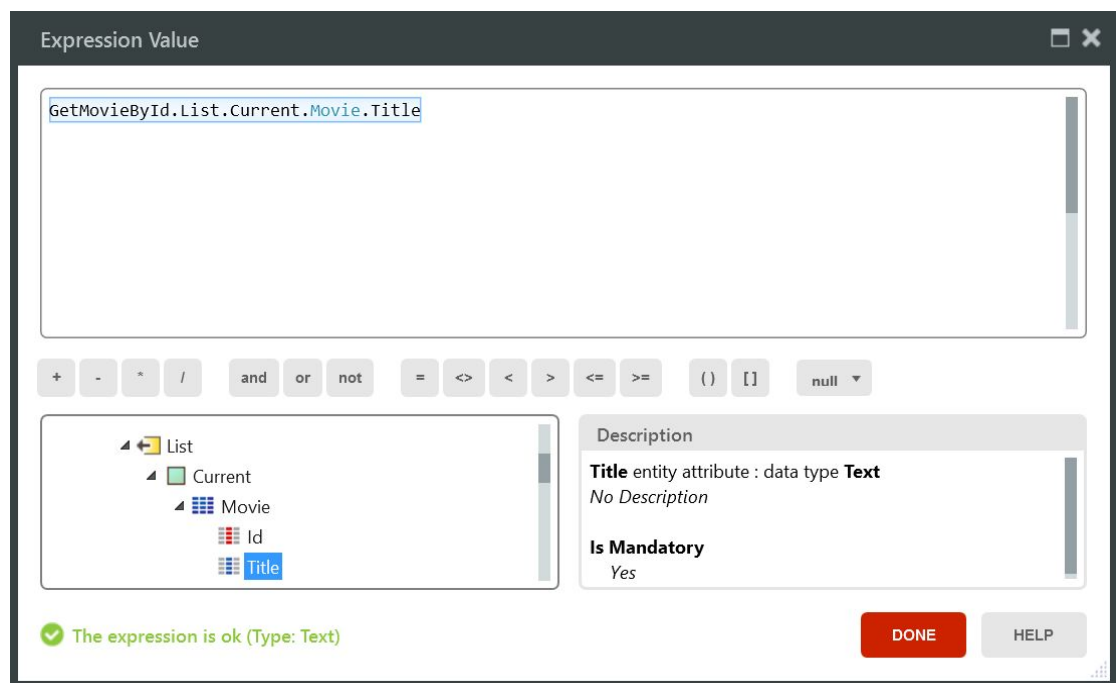 Expression Value
GetMovieById.List.Current.Movie.Title
+ - * / and or not = <> < > <= >= () [] null
List
Current
Movie
Id
Title
Description
Title entity attribute : data type Text
No Description
Is Mandatory
Yes
The expression is ok (Type: Text)
DONE HELP